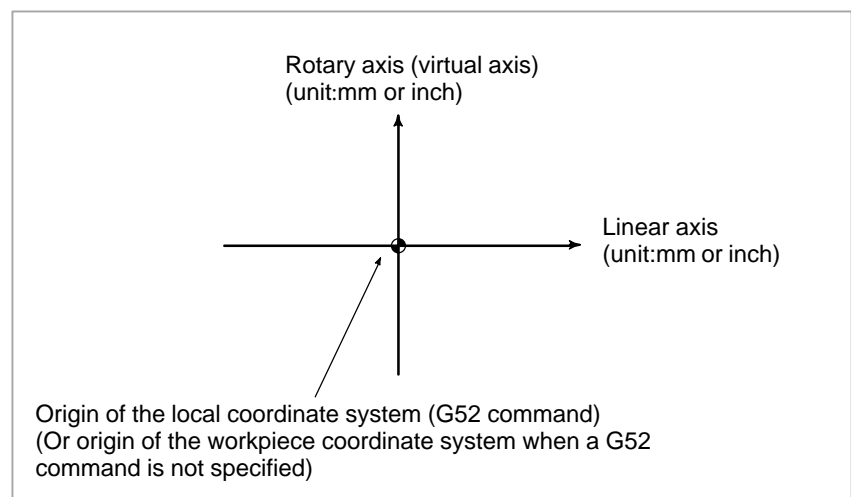 Rotary axis (virtual axis)
(unit:mm or inch)
Linear axis
(unit:mm or inch)
Origin of the local coordinate system (G52 command)
(Or origin of the workpiece coordinate system when a G52
command is not specified)